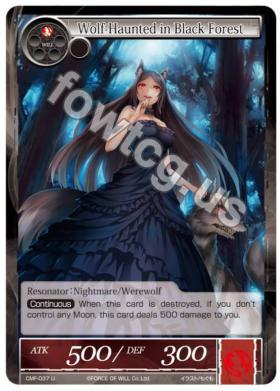 Wolf Haunted in Black Forest
WILL
fowtcg.us
Resonator: Nightmare/Werewolf
Continuous When this card is destroyed, if you don't
control any Moon, this card deals 500 damage to you.
ATK 500/ DEF 300
CMF-037 U ©FORCE OF WILL Co.,Ltd.